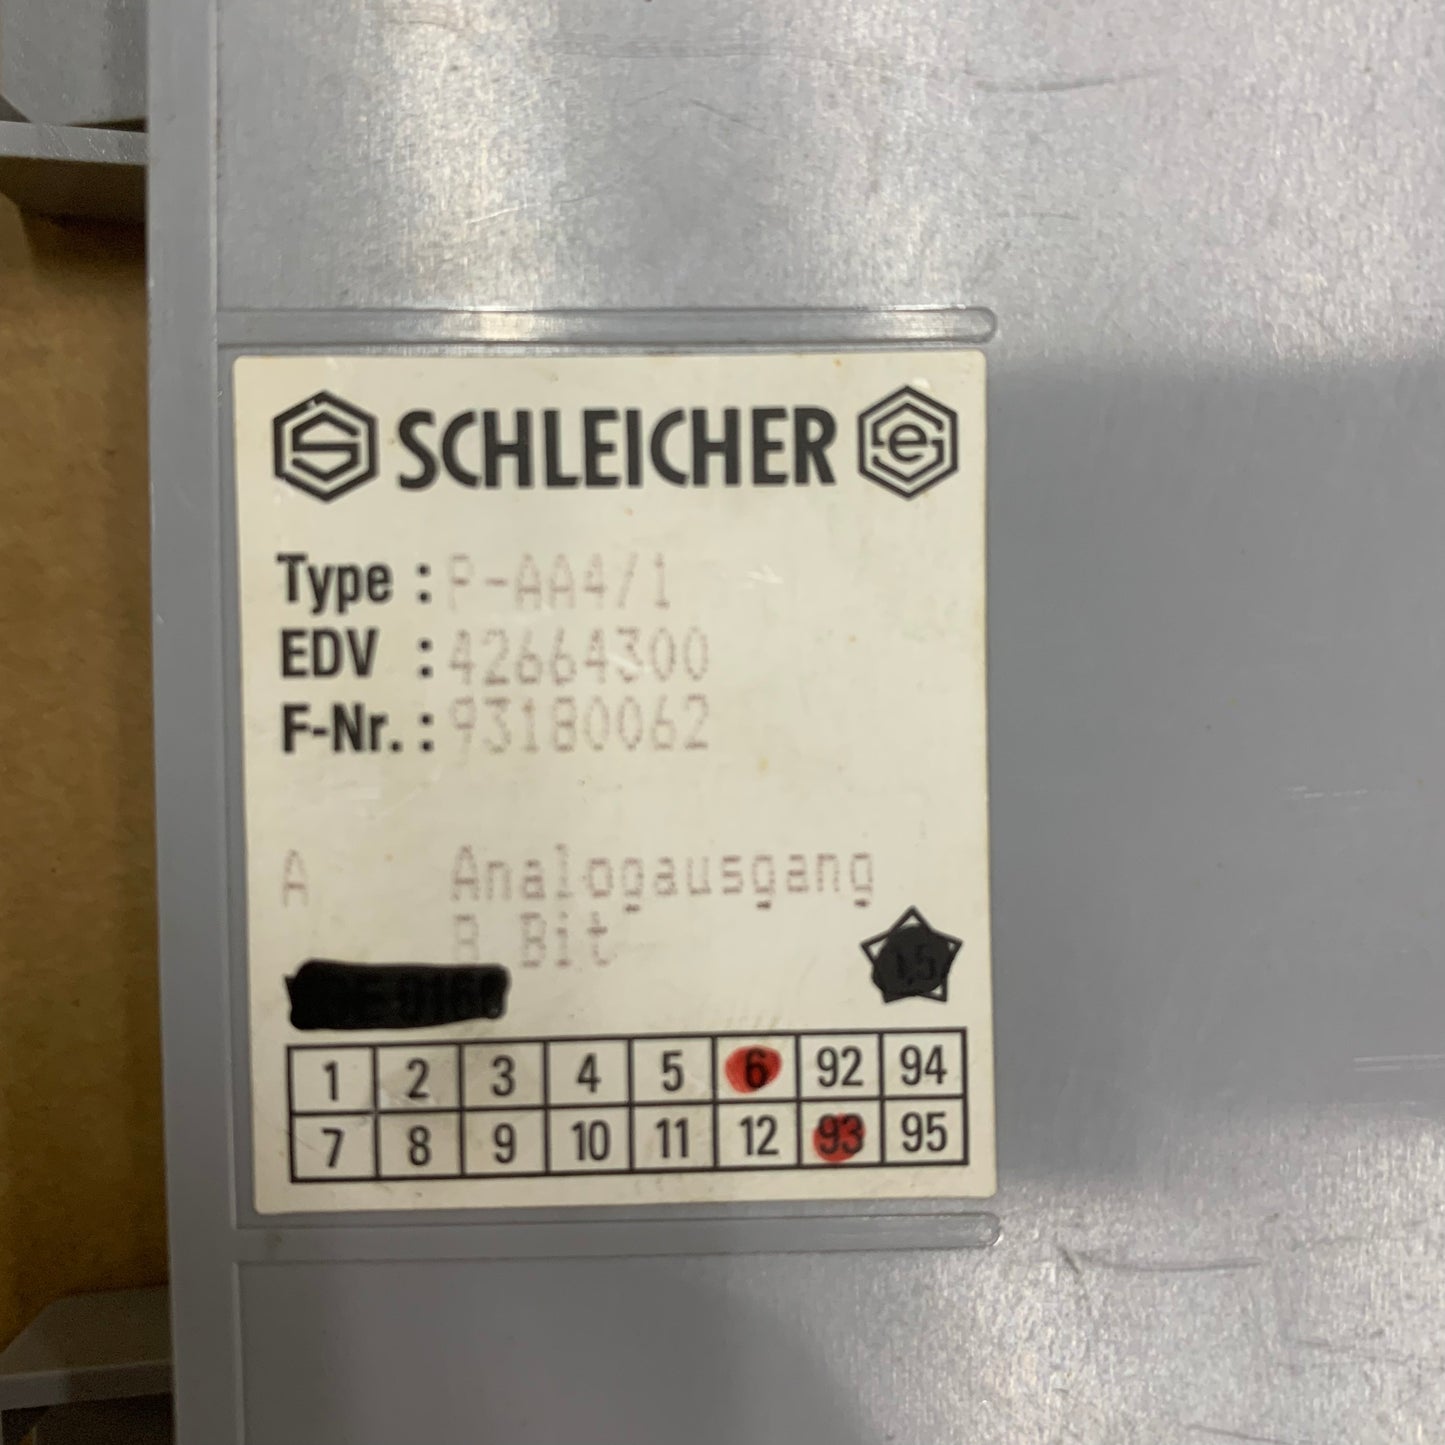 SCHLEICHER
Type : P-AA4/1
EDV : 42664300
F-Nr. : 93180062
A Analogausgang
8 Bit
1 2 3 4 5 6 92 94
7 8 9 10 11 12 93 95